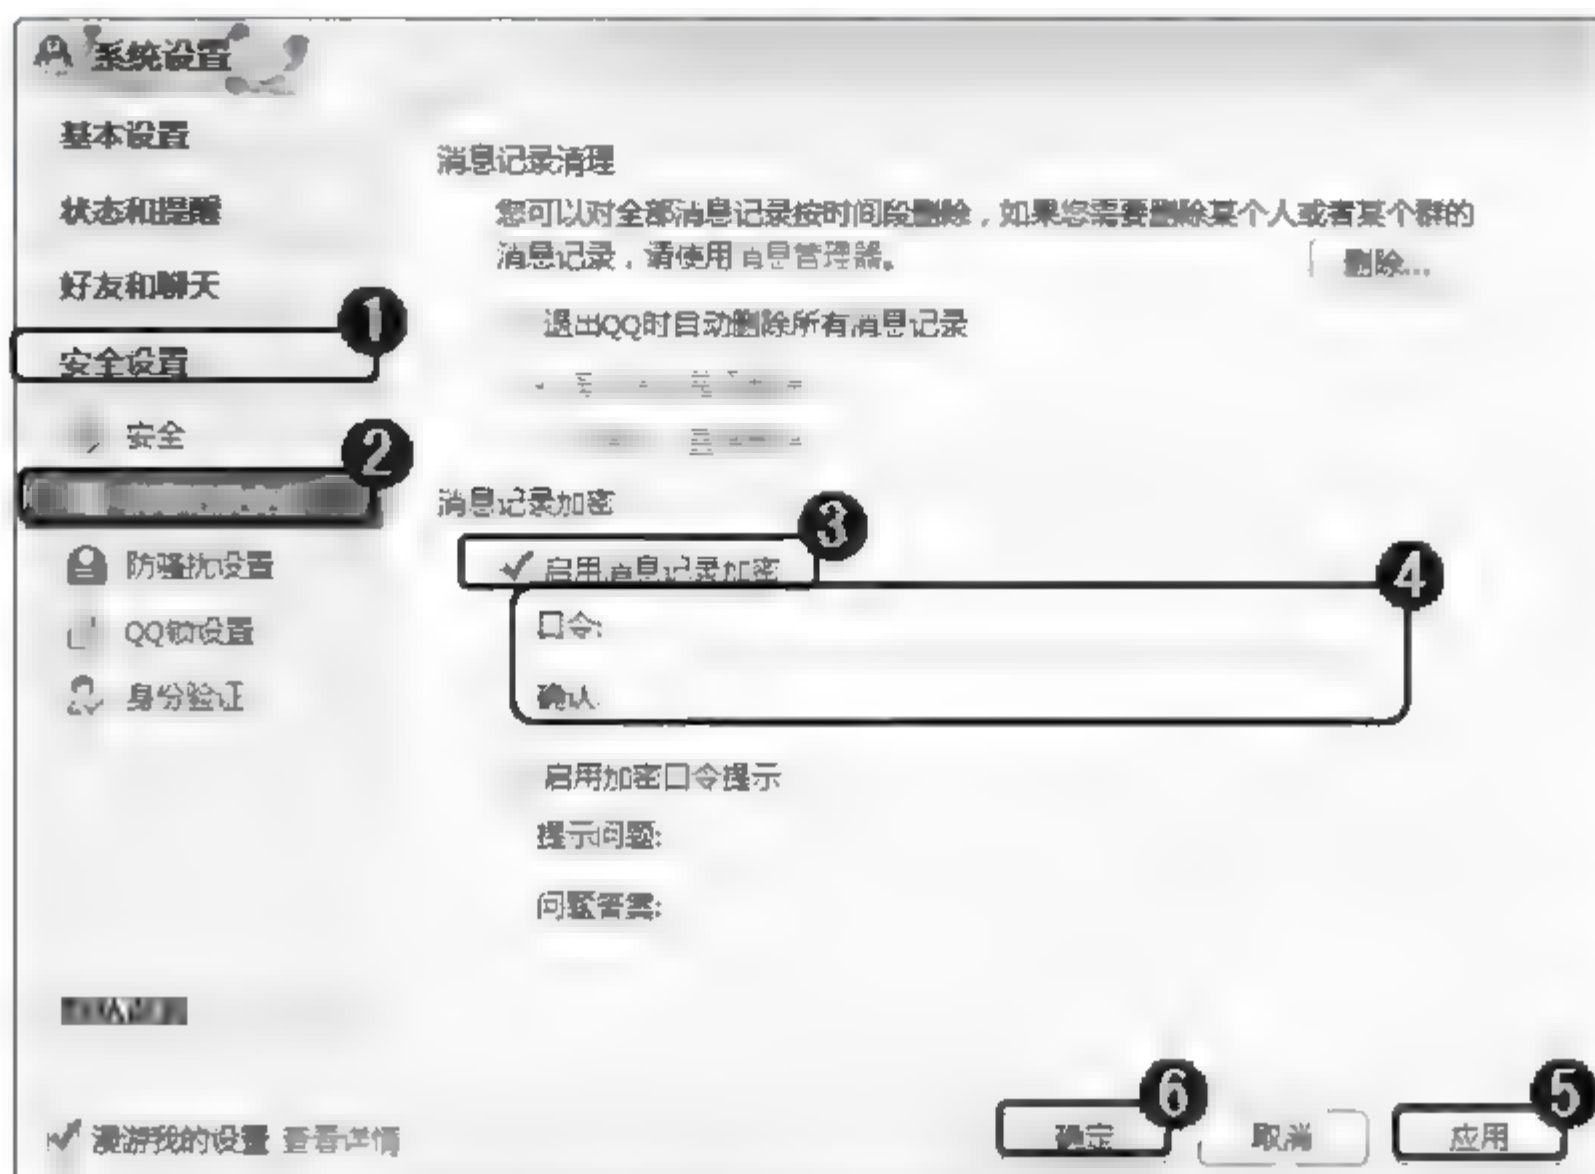 系统设置
基本设置
状态和提醒
好友和聊天
1
安全设置
安全
2
防骚扰设置
QQ锁设置
身份验证
消息记录清理
您可以对全部消息记录按时间段删除，如果您需要删除某个人或者某个群的
消息记录，请使用消息管理器。
删除...
退出QQ时自动删除所有消息记录
消息记录加密
3
启用消息记录加密
4
口令:
确认
启用加密口令提示
提示问题:
问题答案:
漫游我的设置 查看详情
6
确定
取消
5
应用